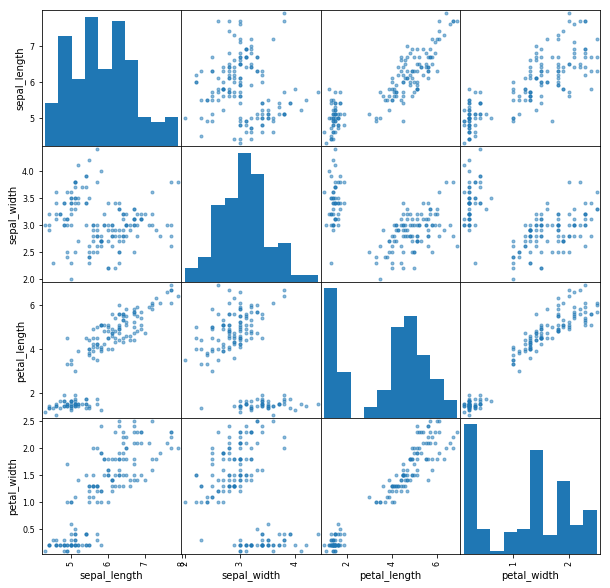 sepal_length
7
6
5
sepal_width
4.0
3.5
3.0
2.5
2.0
petal_length
6
4
2
petal_width
2.5
2.0
1.5
1.0
0.5
5 6 7 8 2 3 4 2 4 6 1 2
sepal_length sepal_width petal_length petal_width